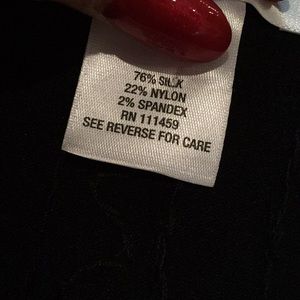 76% SILK
22% NYLON
2% SPANDEX
RN 111459
SEE REVERSE FOR CARE